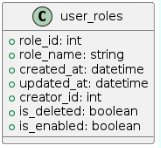 C user_roles
role_id: int
role_name: string
created_at: datetime
updated_at: datetime
creator_id: int
is_deleted: boolean
is_enabled: boolean